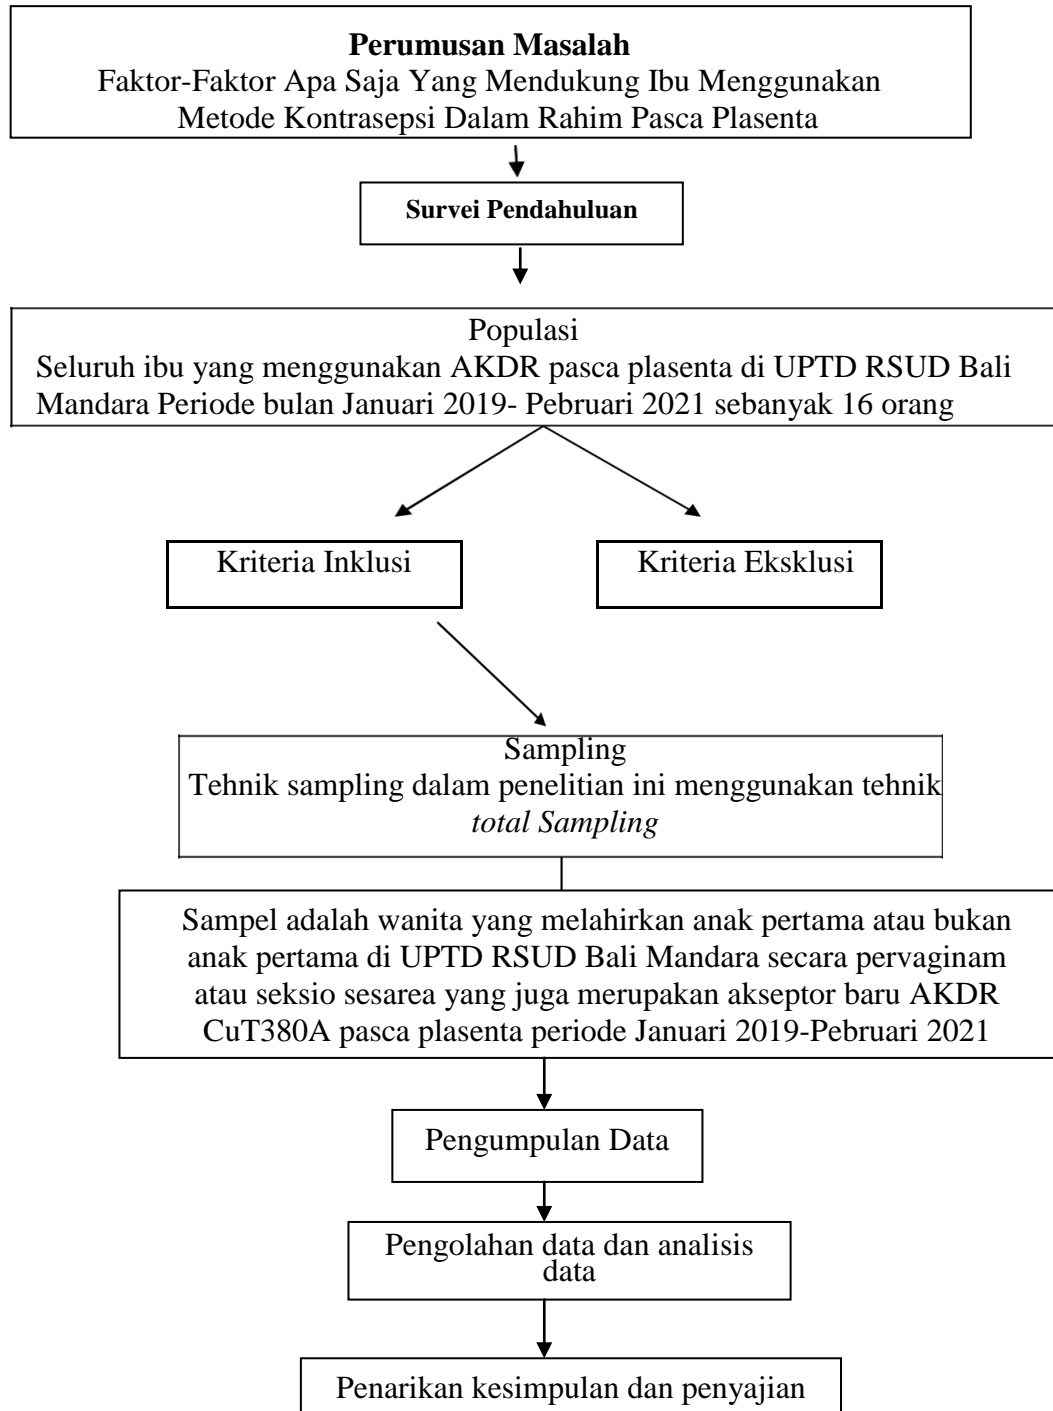 Perumusan Masalah
Faktor-Faktor Apa Saja Yang Mendukung Ibu Menggunakan
Metode Kontrasepsi Dalam Rahim Pasca Plasenta
Survei Pendahuluan
Populasi
Seluruh ibu yang menggunakan AKDR pasca plasenta di UPTD RSUD Bali
Mandara Periode bulan Januari 2019- Pebruari 2021 sebanyak 16 orang
Kriteria Inklusi
Kriteria Eksklusi
Sampling
Tehnik sampling dalam penelitian ini menggunakan tehnik
total Sampling
Sampel adalah wanita yang melahirkan anak pertama atau bukan
anak pertama di UPTD RSUD Bali Mandara secara pervaginam
atau seksio sesarea yang juga merupakan akseptor baru AKDR
CuT380A pasca plasenta periode Januari 2019-Pebruari 2021
Pengumpulan Data
Pengolahan data dan analisis
data
Penarikan kesimpulan dan penyajian